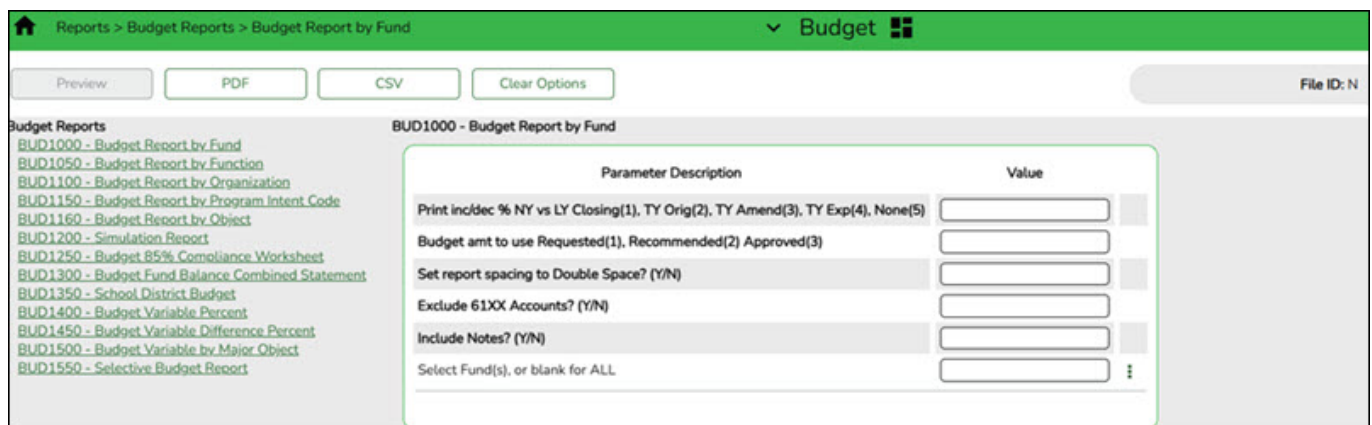 Reports > Budget Reports > Budget Report by Fund
Budget
Preview
PDF
CSV
Clear Options
File ID: N
Budget Reports
BUD1000 - Budget Report by Fund
BUD1050 - Budget Report by Function
BUD1100 - Budget Report by Organization
BUD1150 - Budget Report by Program Intent Code
BUD1160 - Budget Report by Object
BUD1200 - Simulation Report
BUD1250 - Budget 85% Compliance Worksheet
BUD1300 - Budget Fund Balance Combined Statement
BUD1350 - School District Budget
BUD1400 - Budget Variable Percent
BUD1450 - Budget Variable Difference Percent
BUD1500 - Budget Variable by Major Object
BUD1550 - Selective Budget Report
BUD1000 - Budget Report by Fund
Parameter Description Value
Print inc/dec % NY vs LY Closing(1), TY Orig(2), TY Amend(3), TY Exp(4), None(5)
Budget amt to use Requested(1), Recommended(2) Approved(3)
Set report spacing to Double Space? (Y/N)
Exclude 61XX Accounts? (Y/N)
Include Notes? (Y/N)
Select Fund(s), or blank for ALL